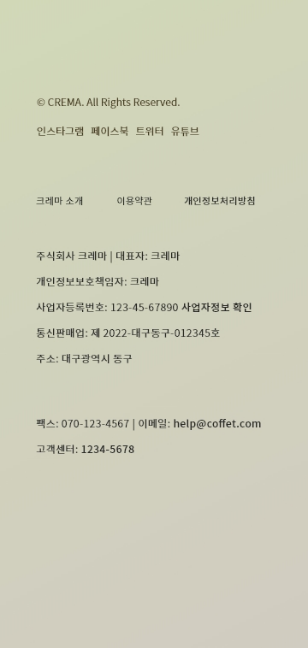 © CREMA. All Rights Reserved.
인스타그램 페이스북 트위터 유튜브
크레마 소개 이용약관 개인정보처리방침
주식회사 크레마 | 대표자: 크레마
개인정보보호책임자: 크레마
사업자등록번호: 123-45-67890 사업자정보 확인
통신판매업: 제 2022-대구동구-012345호
주소: 대구광역시 동구
팩스: 070-123-4567 | 이메일: help@coffet.com
고객센터: 1234-5678